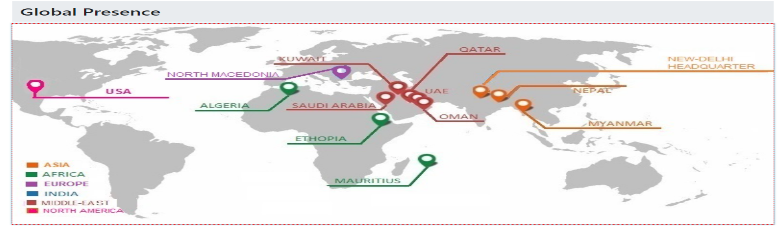 Global Presence
KUWAIT
QATAR
NORTH MACEDONIA
NEW-DELHI
HEADQUARTER
USA
UAE
NEPAL
ALGERIA
SAUDI ARABIA
OMAN
MYANMAR
ETHOPIA
MAURITIUS
ASIA
AFRICA
EUROPE
INDIA
MIDDLE-EAST
NORTH AMERICA